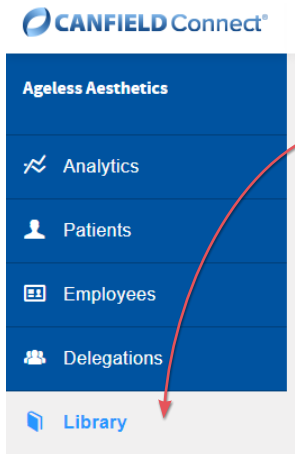 CANFIELD Connect®
Ageless Aesthetics
Analytics
Patients
Employees
Delegations
Library